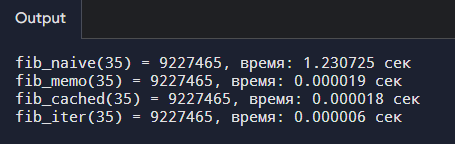 Output
fib_naive(35) = 9227465, время: 1.230725 сек
fib_memo(35) = 9227465, время: 0.000019 сек
fib_cached(35) = 9227465, время: 0.000018 сек
fib_iter(35) = 9227465, время: 0.000006 сек